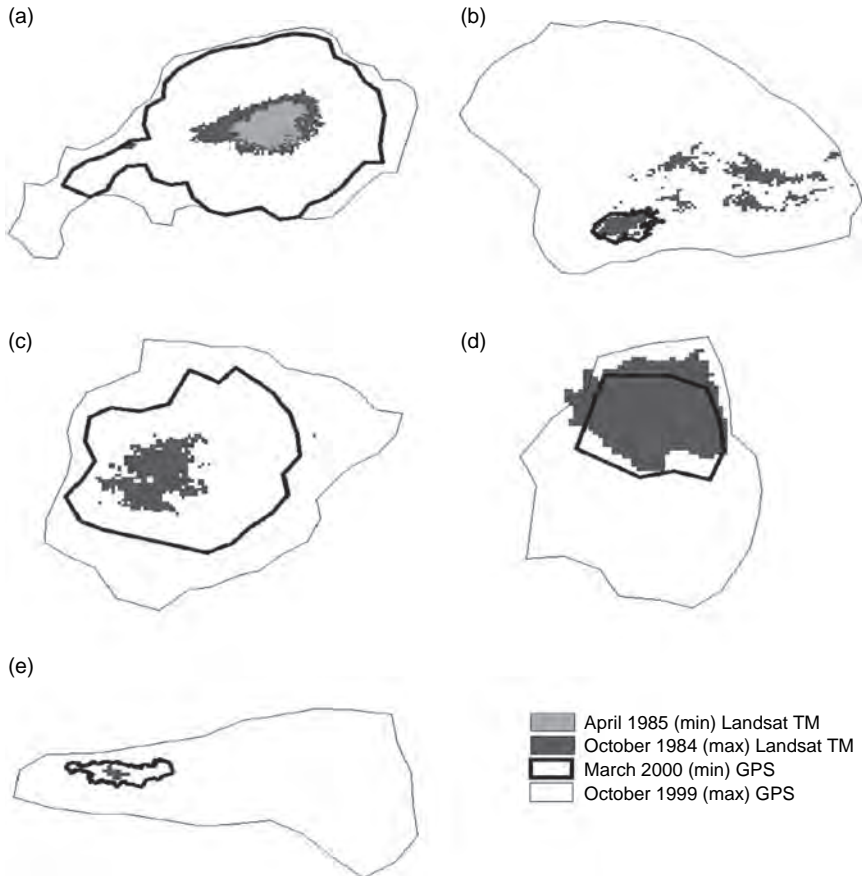 (a)
(b)
(c)
(d)
(e)
April 1985 (min) Landsat TM
October 1984 (max) Landsat TM
March 2000 (min) GPS
October 1999 (max) GPS